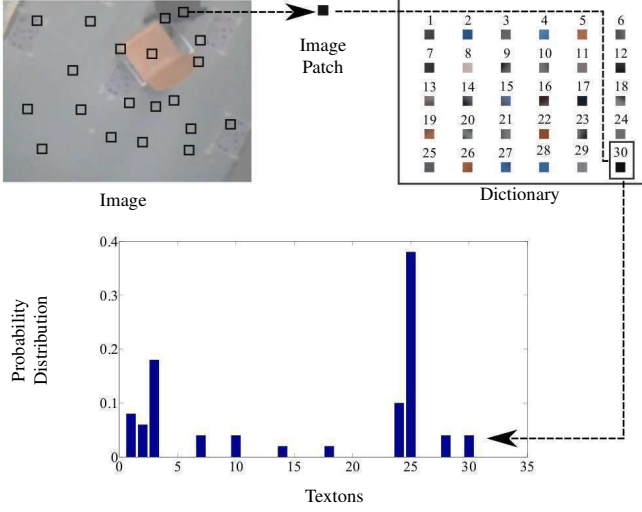 Image
Patch
1 2 3 4 5 6
7 8 9 10 11 12
13 14 15 16 17 18
19 20 21 22 23 24
25 26 27 28 29 30
Image
Dictionary
Probability
Distribution
0.4
0.3
0.2
0.1
0
0 5 10 15 20 25 30 35
Textons